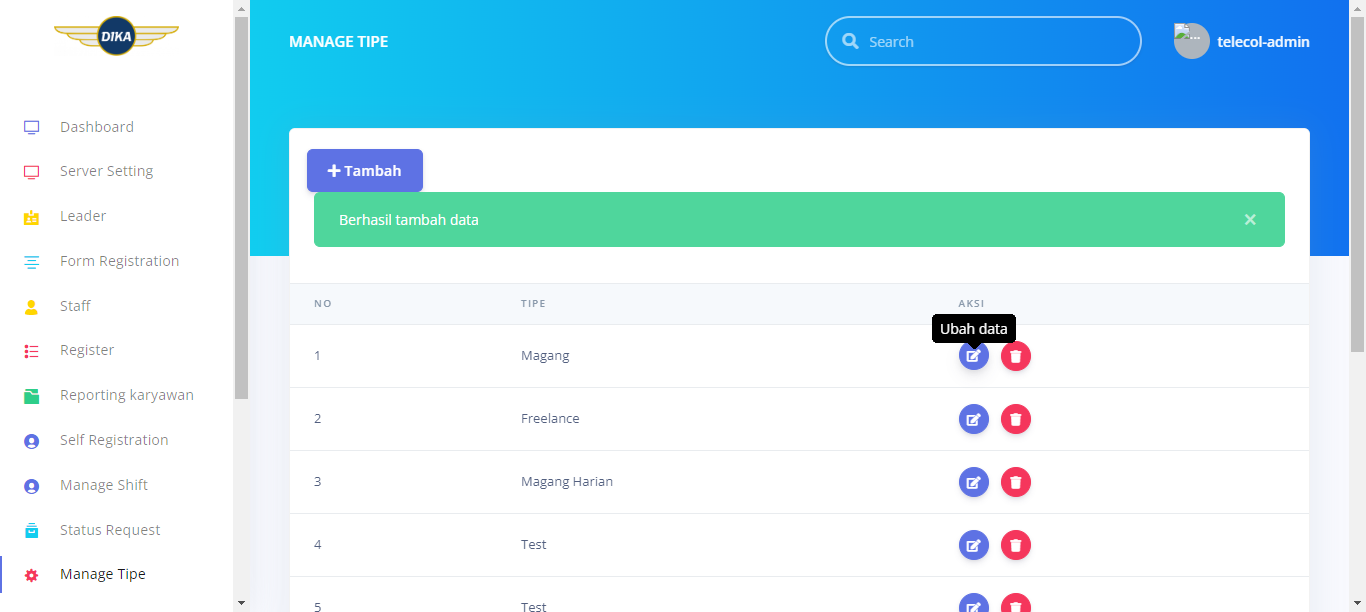 DIKA
MANAGE TIPE
Search
telecol-admin
Dashboard
Server Setting
Leader
Form Registration
Staff
Register
Reporting karyawan
Self Registration
Manage Shift
Status Request
Manage Tipe
Tambah
Berhasil tambah data
NO TIPE AKSI
Ubah data
1 Magang
2 Freelance
3 Magang Harian
4 Test
5 Test